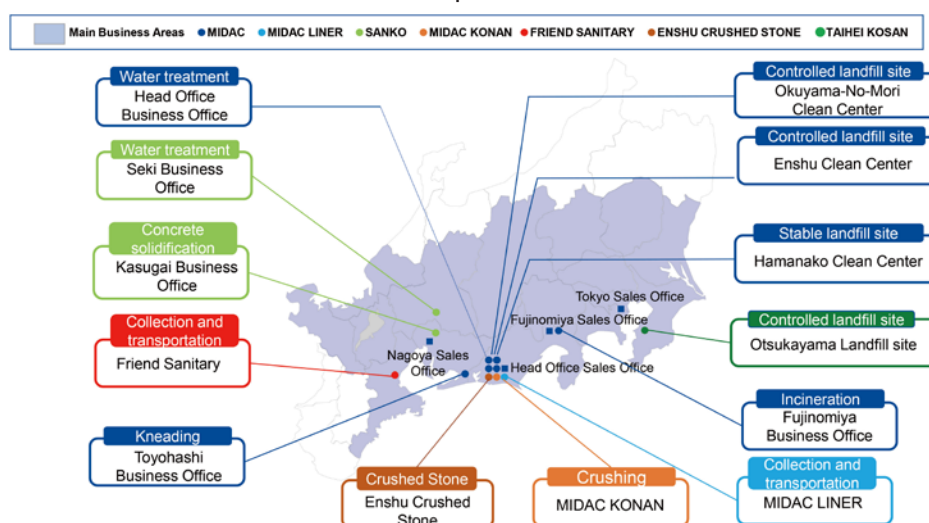 Main Business Areas
MIDAC
MIDAC LINER
SANKO
MIDAC KONAN
FRIEND SANITARY
ENSHU CRUSHED STONE
TAIHEI KOSAN
Water treatment
Head Office
Business Office
Water treatment
Seki Business
Office
Concrete
solidification
Kasugai Business
Office
Collection and
transportation
Friend Sanitary
Kneading
Toyohashi
Business Office
Crushed Stone
Enshu Crushed
Stone
Crushing
MIDAC KONAN
Controlled landfill site
Okuyama-No-Mori
Clean Center
Controlled landfill site
Enshu Clean Center
Stable landfill site
Hamanako Clean Center
Controlled landfill site
Otsukayama Landfill site
Incineration
Fujinomiya
Business Office
Collection and
transportation
MIDAC LINER
Tokyo Sales Office
Fujinomiya Sales Office
Nagoya Sales
Office
Head Office Sales Office